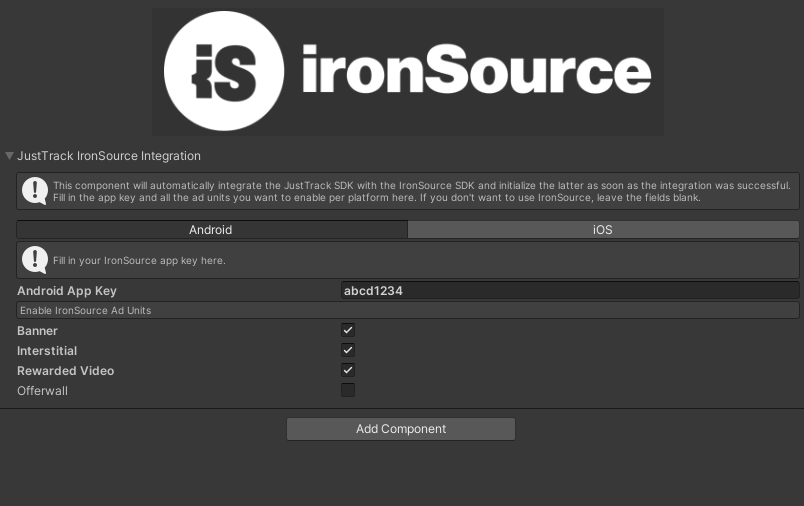 iS ironSource
JustTrack IronSource Integration
This component will automatically integrate the JustTrack SDK with the IronSource SDK and initialize the latter as soon as the integration was successful.
Fill in the app key and all the ad units you want to enable per platform here. If you don't want to use IronSource, leave the fields blank.
Android iOS
Fill in your IronSource app key here.
Android App Key abcd1234
Enable IronSource Ad Units
Banner
Interstitial
Rewarded Video
Offerwall
Add Component